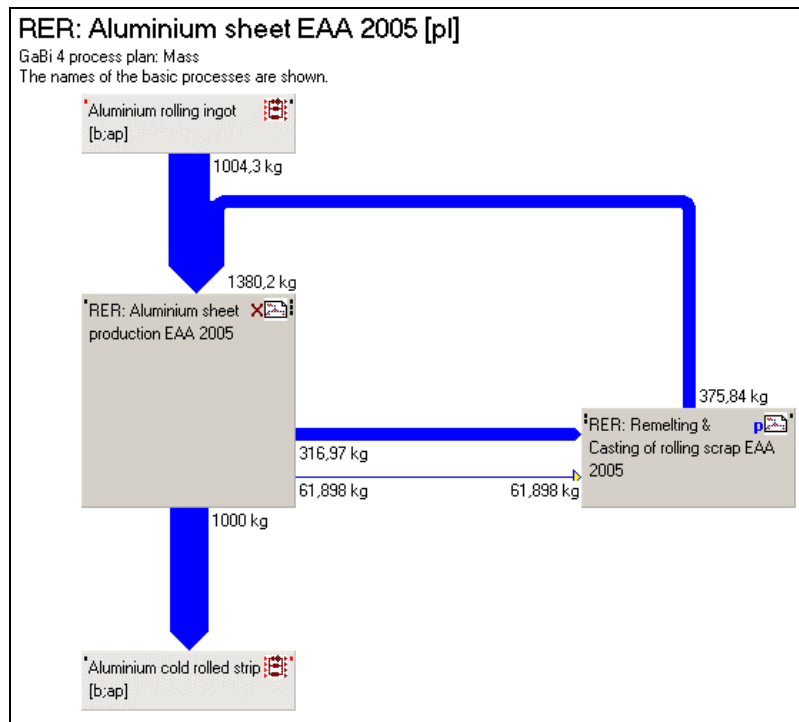 RER: Aluminium sheet EAA 2005 [pl]
GaBi 4 process plan: Mass
The names of the basic processes are shown.
Aluminium rolling ingot
[b;ap]
1004,3 kg
1380,2 kg
RER: Aluminium sheet
production EAA 2005
X
375,84 kg
RER: Remelting &
Casting of rolling scrap EAA
2005
p
316,97 kg
61,898 kg
61,898 kg
1000 kg
Aluminium cold rolled strip
[b;ap]